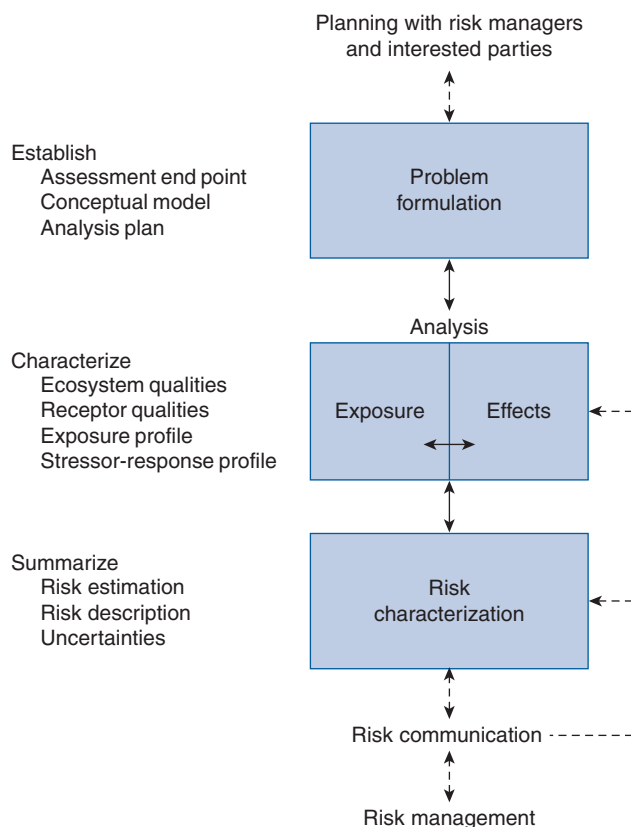 Planning with risk managers
and interested parties
Establish
Assessment end point
Conceptual model
Analysis plan
Problem
formulation
Analysis
Characterize
Ecosystem qualities
Receptor qualities
Exposure profile
Stressor-response profile
Exposure
Effects
Summarize
Risk estimation
Risk description
Uncertainties
Risk
characterization
Risk communication
Risk management